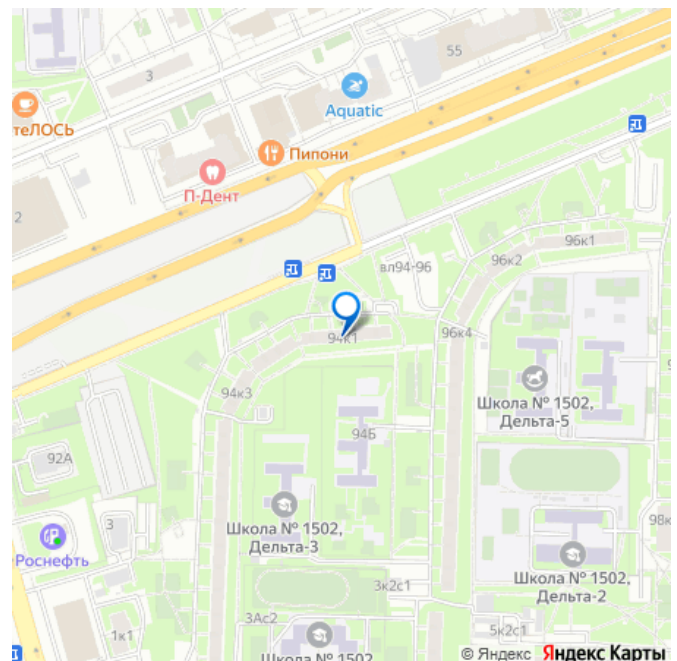 55
3
Aquatic
теЛОСЬ
Пипони
П-Дент
2
96к1
96к2
вл94-96
94к1
96к4
94к3
Школа № 1502,
Дельта-5
94Б
92А
Школа № 1502,
Дельта-3
3
Роснефть
98к
Школа № 1502,
Дельта-2
3к2с1
3Ас2
5к2с1
1к1
Школа № 1502
© Яндекс Яндекс Карты